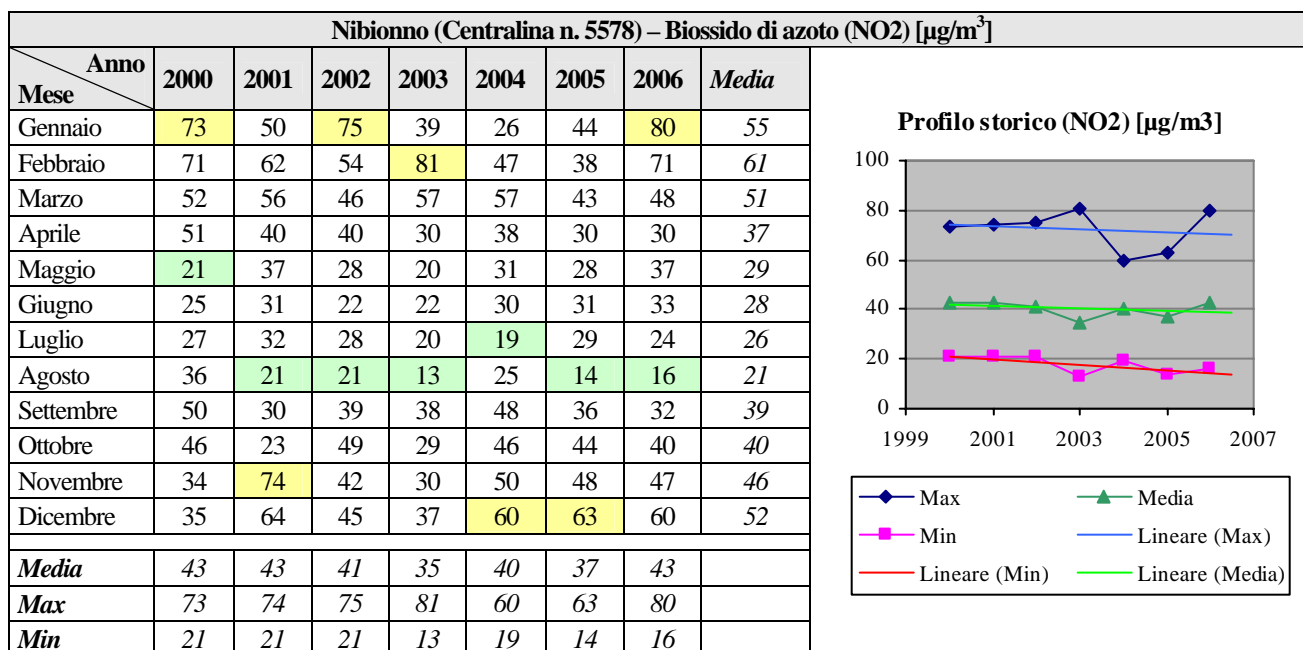 Nibionno (Centralina n. 5578) – Biossido di azoto (NO2) [µg/m³]
Anno
Mese 2000 2001 2002 2003 2004 2005 2006 Media
Gennaio 73 50 75 39 26 44 80 55
Febbraio 71 62 54 81 47 38 71 61
Marzo 52 56 46 57 57 43 48 51
Aprile 51 40 40 30 38 30 30 37
Maggio 21 37 28 20 31 28 37 29
Giugno 25 31 22 22 30 31 33 28
Luglio 27 32 28 20 19 29 24 26
Agosto 36 21 21 13 25 14 16 21
Settembre 50 30 39 38 48 36 32 39
Ottobre 46 23 49 29 46 44 40 40
Novembre 34 74 42 30 50 48 47 46
Dicembre 35 64 45 37 60 63 60 52
Media 43 43 41 35 40 37 43
Max 73 74 75 81 60 63 80
Min 21 21 21 13 19 14 16
Profilo storico (NO2) [µg/m3]
100
80
60
40
20
0
1999 2001 2003 2005 2007
Max Media
Min Lineare (Max)
Lineare (Min) Lineare (Media)